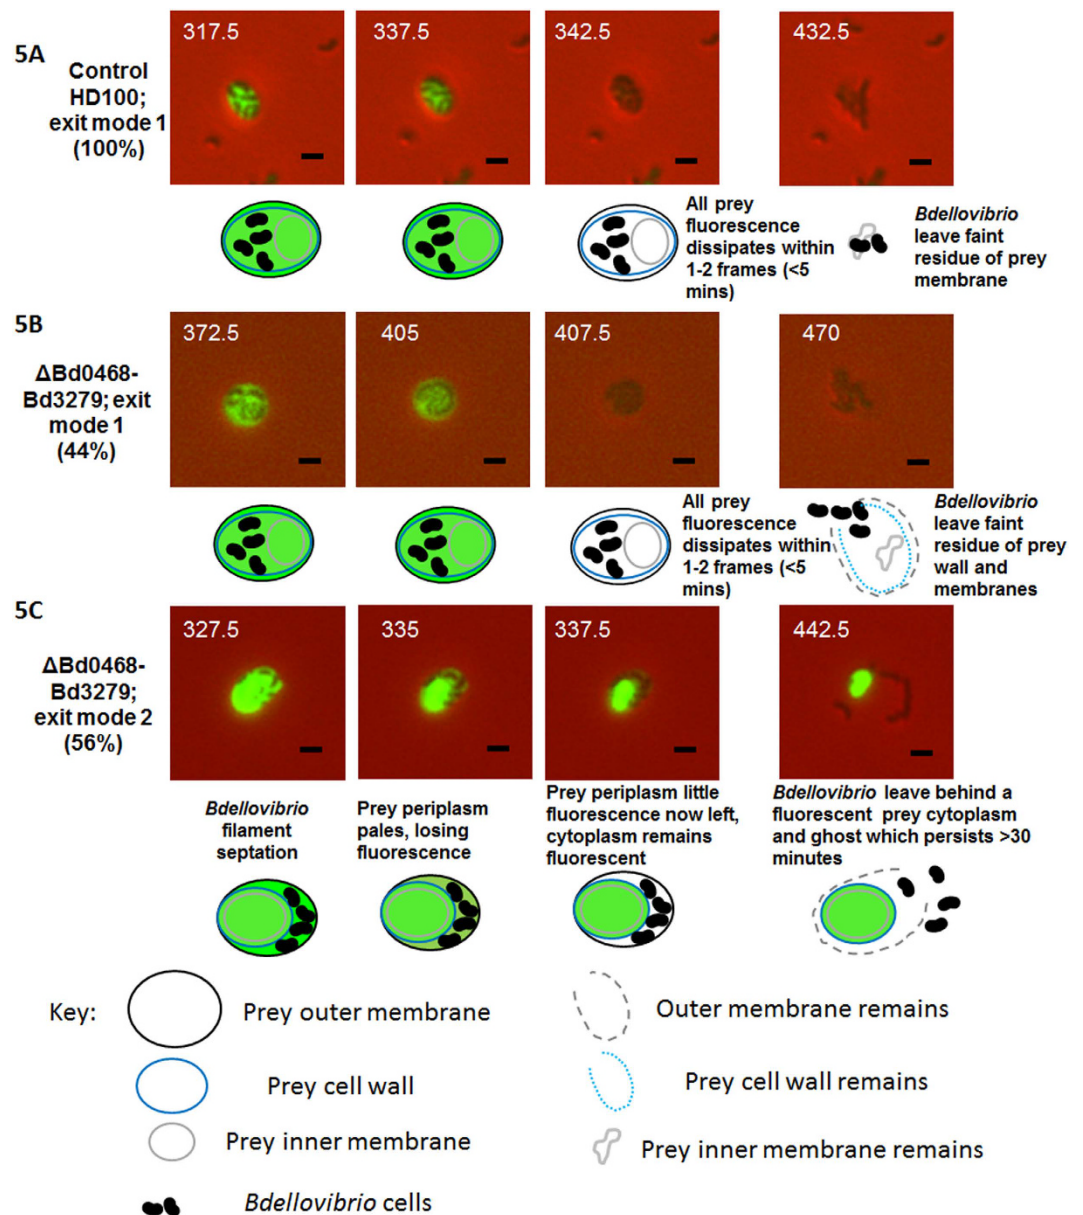 5A
Control
HD100;
exit mode 1
(100%)
317.5
337.5
342.5
432.5
All prey
fluorescence
dissipates within
1-2 frames (<5
mins)
Bdellovibrio
leave faint
residue of prey
membrane
5B
ΔBd0468-
Bd3279; exit
mode 1
(44%)
372.5
405
407.5
470
All prey
fluorescence
dissipates within
1-2 frames (<5
mins)
Bdellovibrio
leave faint
residue of prey
wall and
membranes
5C
ΔBd0468-
Bd3279;
exit mode 2
(56%)
327.5
335
337.5
442.5
Bdellovibrio
filament
septation
Prey periplasm
pales, losing
fluorescence
Prey periplasm little
fluorescence now left,
cytoplasm remains
fluorescent
Bdellovibrio leave behind a
fluorescent prey cytoplasm
and ghost which persists >30
minutes
Key:
Prey outer membrane
Outer membrane remains
Prey cell wall
Prey cell wall remains
Prey inner membrane
Prey inner membrane remains
Bdellovibrio cells